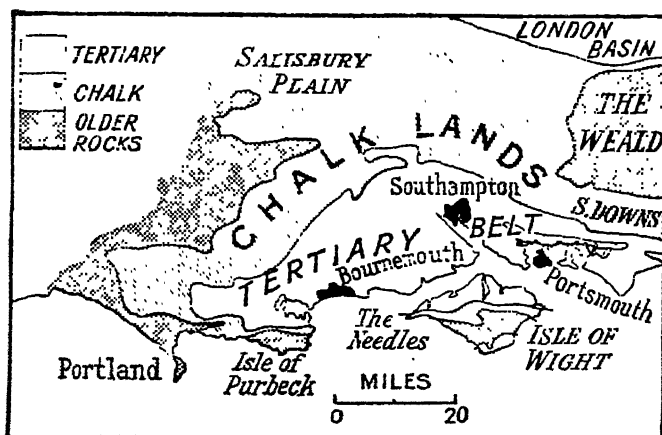 TERTIARY
CHALK
OLDER
ROCKS
SALISBURY
PLAIN
LONDON
BASIN
THE
WEALD
CHALK LANDS
Southampton
S. DOWNS
BELT
TERTIARY
Bournemouth
Portsmouth
The
Needles
ISLE OF
WIGHT
Isle of
Purbeck
Portland
MILES
0 20